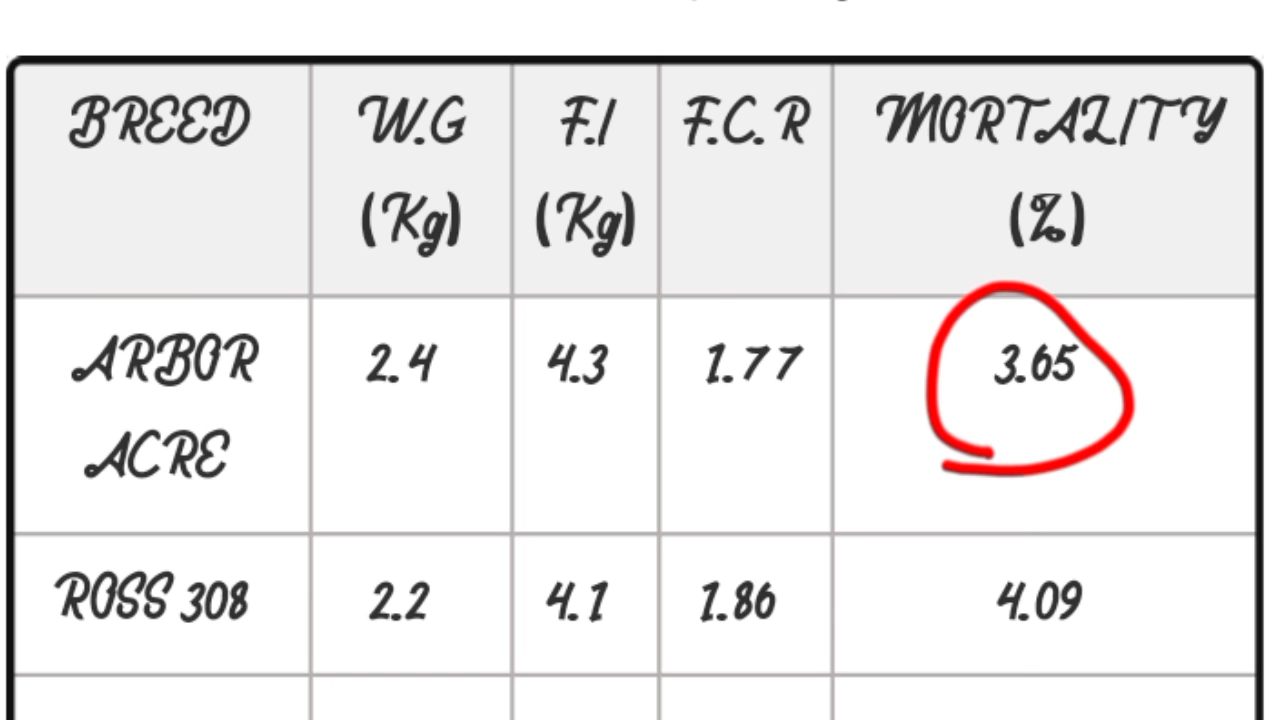 BREED W.G F.I F.C.R MORTALITY
(Kg) (Kg) (%)
ARBOR 2.4 4.3 1.77 3.65
ACRE
ROSS 308 2.2 4.1 1.86 4.09